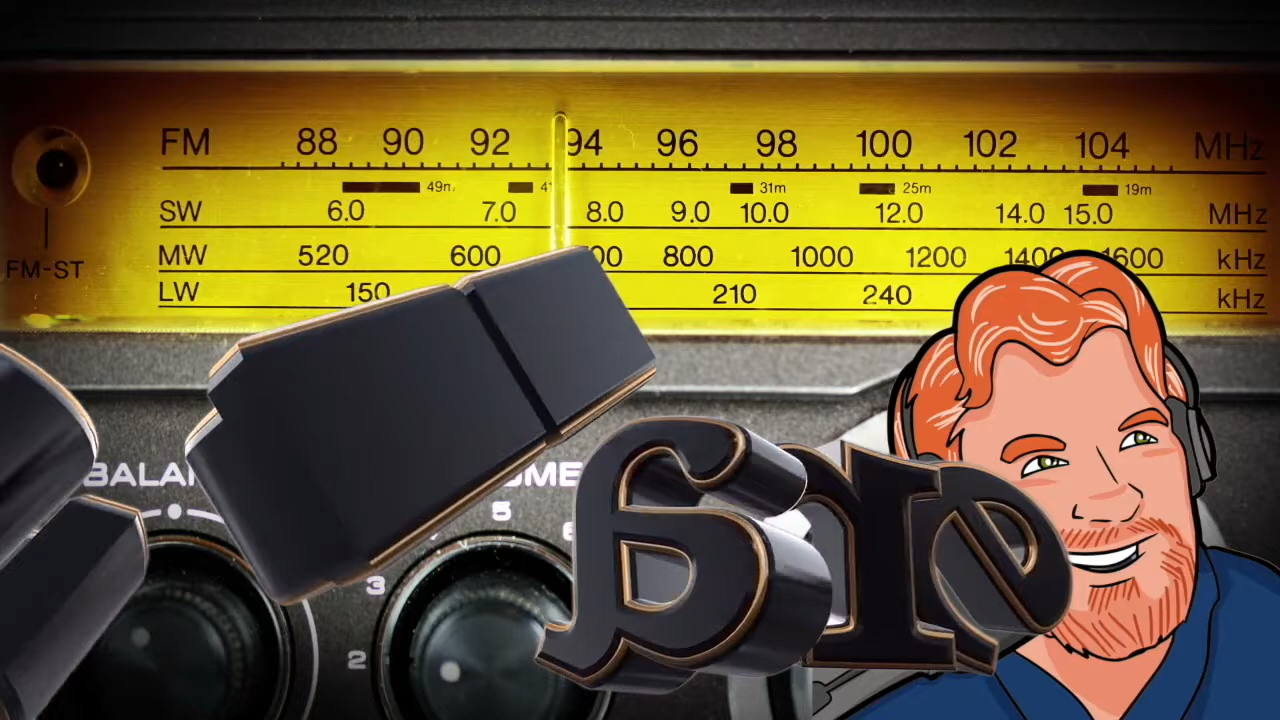 FM 88 90 92 94 96 98 100 102 104 MHz
49m 31m 25m 19m
SW 6.0 7.0 8.0 9.0 10.0 12.0 14.0 15.0 MHz
MW 520 600 800 1000 1200 1400 1600 kHz
FM-ST
LW 150 210 240 kHz
5
3
2